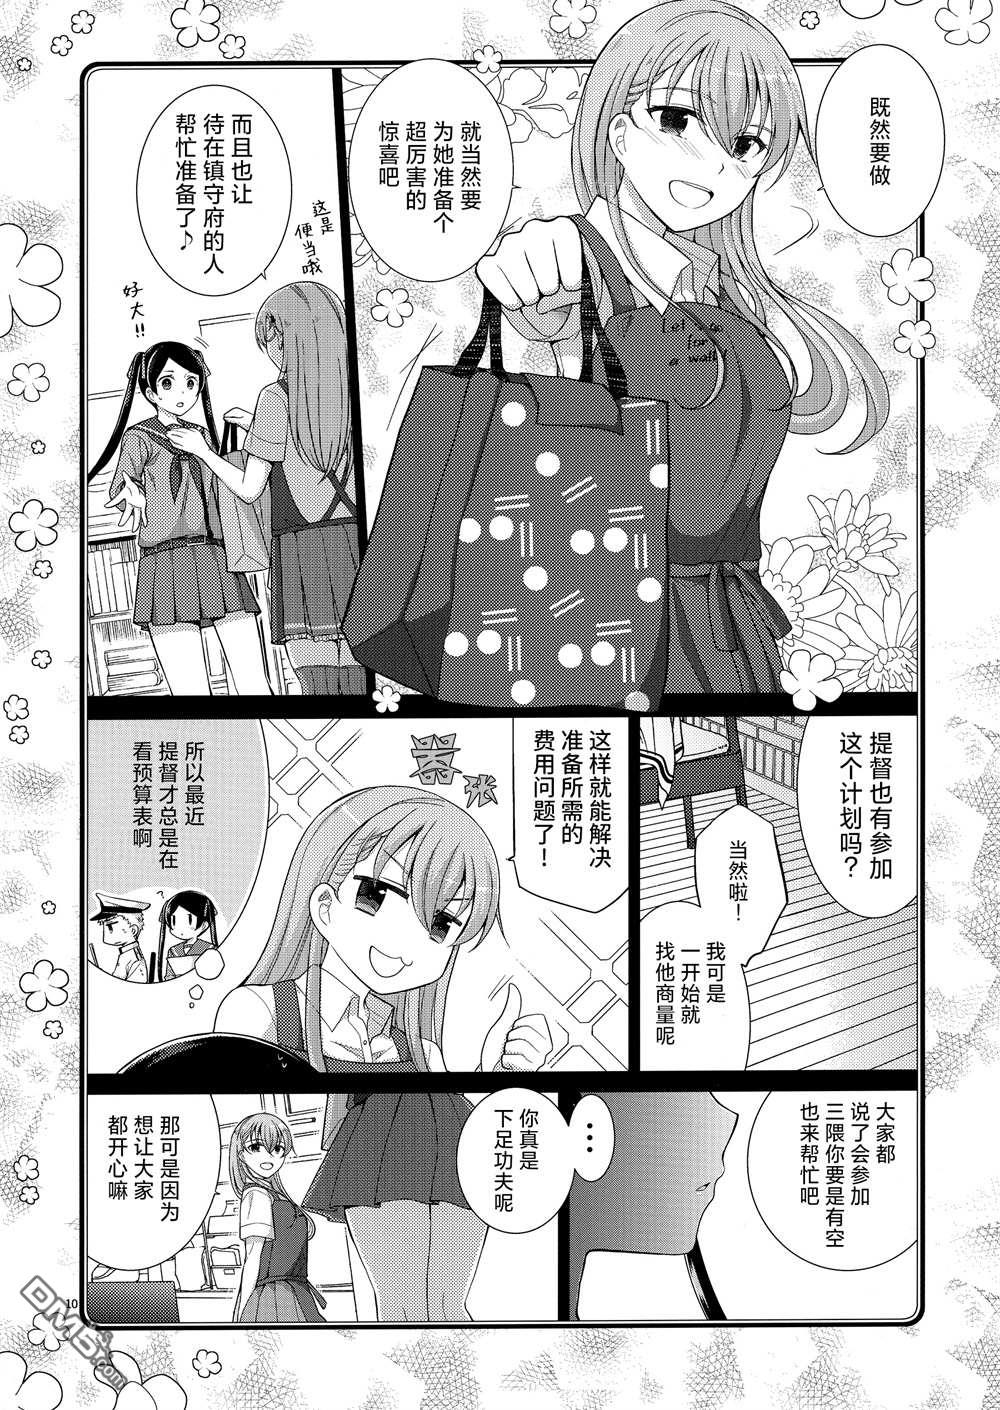 既然要做
就当然要
为她准备个
超厉害的
惊喜吧
Let
for
a wall
而且也让
待在镇守府的人
帮忙准备了♪
这是
便当哦
好大!!
提督也有参加
这个计划吗？
当然啦！
我可是
一开始就
找他商量呢
这样就能解决
准备所需的
费用问题了！
所以最近
提督才总是在
看预算表啊
?
大家都
说了会参加
三隈你要是有空
也来帮忙吧
…
你真是
下足功夫呢
那可是因为
想让大家
都开心嘛
10
DM5.com